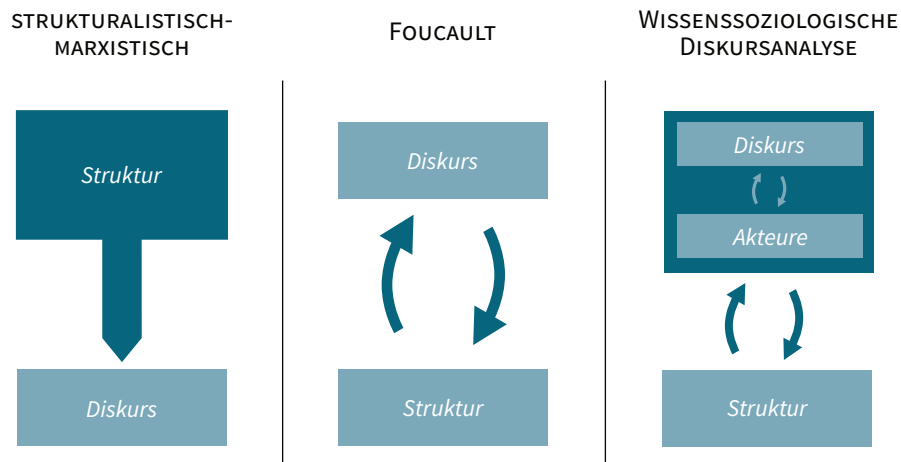 STRUKTURALISTISCH-
MARXISTISCH
Struktur
Diskurs
FOUCAULT
Diskurs
Struktur
WISSENSSOZIOLOGISCHE
DISKURSANALYSE
Diskurs
Akteure
Struktur